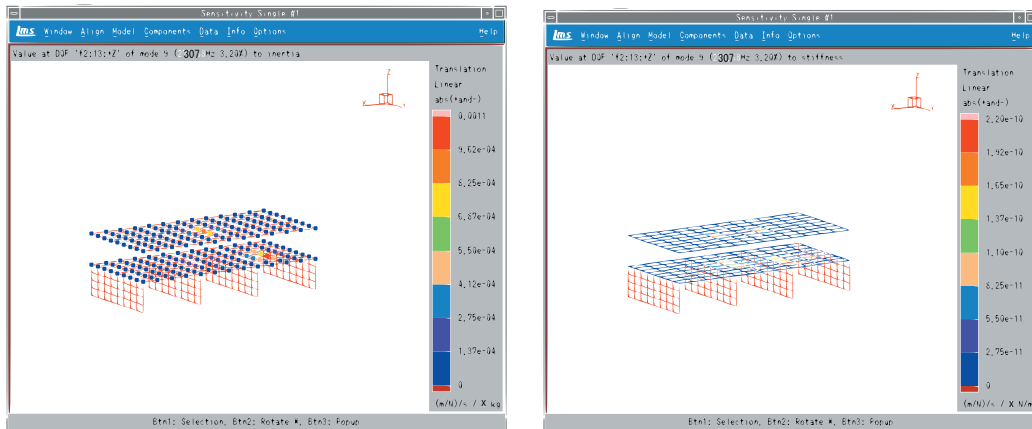 Sensitivity Single #1
lms Window Align Model Components Data Info Options Help
Value at DOF 'f2:13:+Z' of mode 9 (307 Hz 3.20%) to inertia
Translation
Linear
abs(+and-)
0.0011
9.62e-04
8.25e-04
6.87e-04
5.50e-04
4.12e-04
2.75e-04
1.37e-04
0
(m/N)/s / X kg
Z
Y
X
Btn1: Selection, Btn2: Rotate *, Btn3: Popup
Sensitivity Single #1
lms Window Align Model Components Data Info Options Help
Value at DOF 'f2:13:+Z' of mode 9 (307 Hz 3.20%) to stiffness
Translation
Linear
abs(+and-)
2.20e-10
1.92e-10
1.65e-10
1.37e-10
1.10e-10
8.25e-11
5.50e-11
2.75e-11
0
(m/N)/s / X N/m
Z
Y
X
Btn1: Selection, Btn2: Rotate *, Btn3: Popup